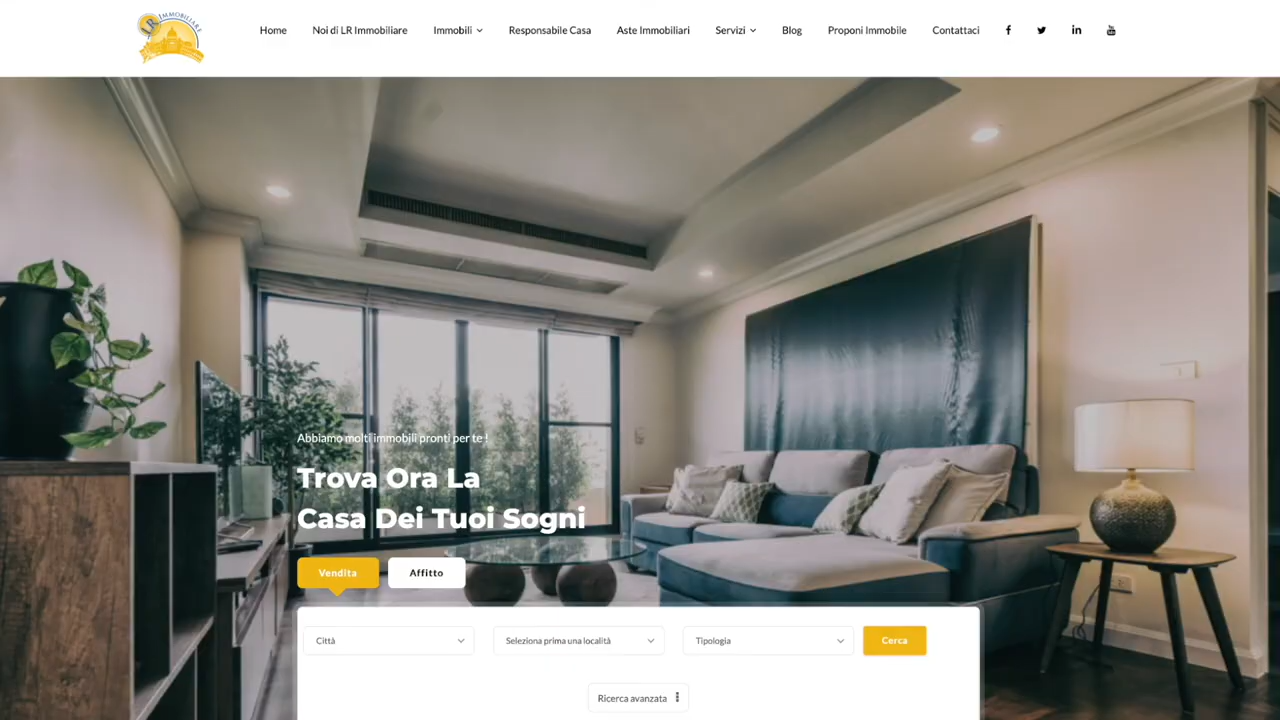 LR IMMOBILIARE
Home
Noi di LR Immobiliare
Immobili
Responsabile Casa
Aste Immobiliari
Servizi
Blog
Proponi Immobile
Contattaci
Abbiamo molti immobili pronti per te !
Trova Ora La
Casa Dei Tuoi Sogni
Vendita
Affitto
Città
Seleziona prima una località
Tipologia
Cerca
Ricerca avanzata